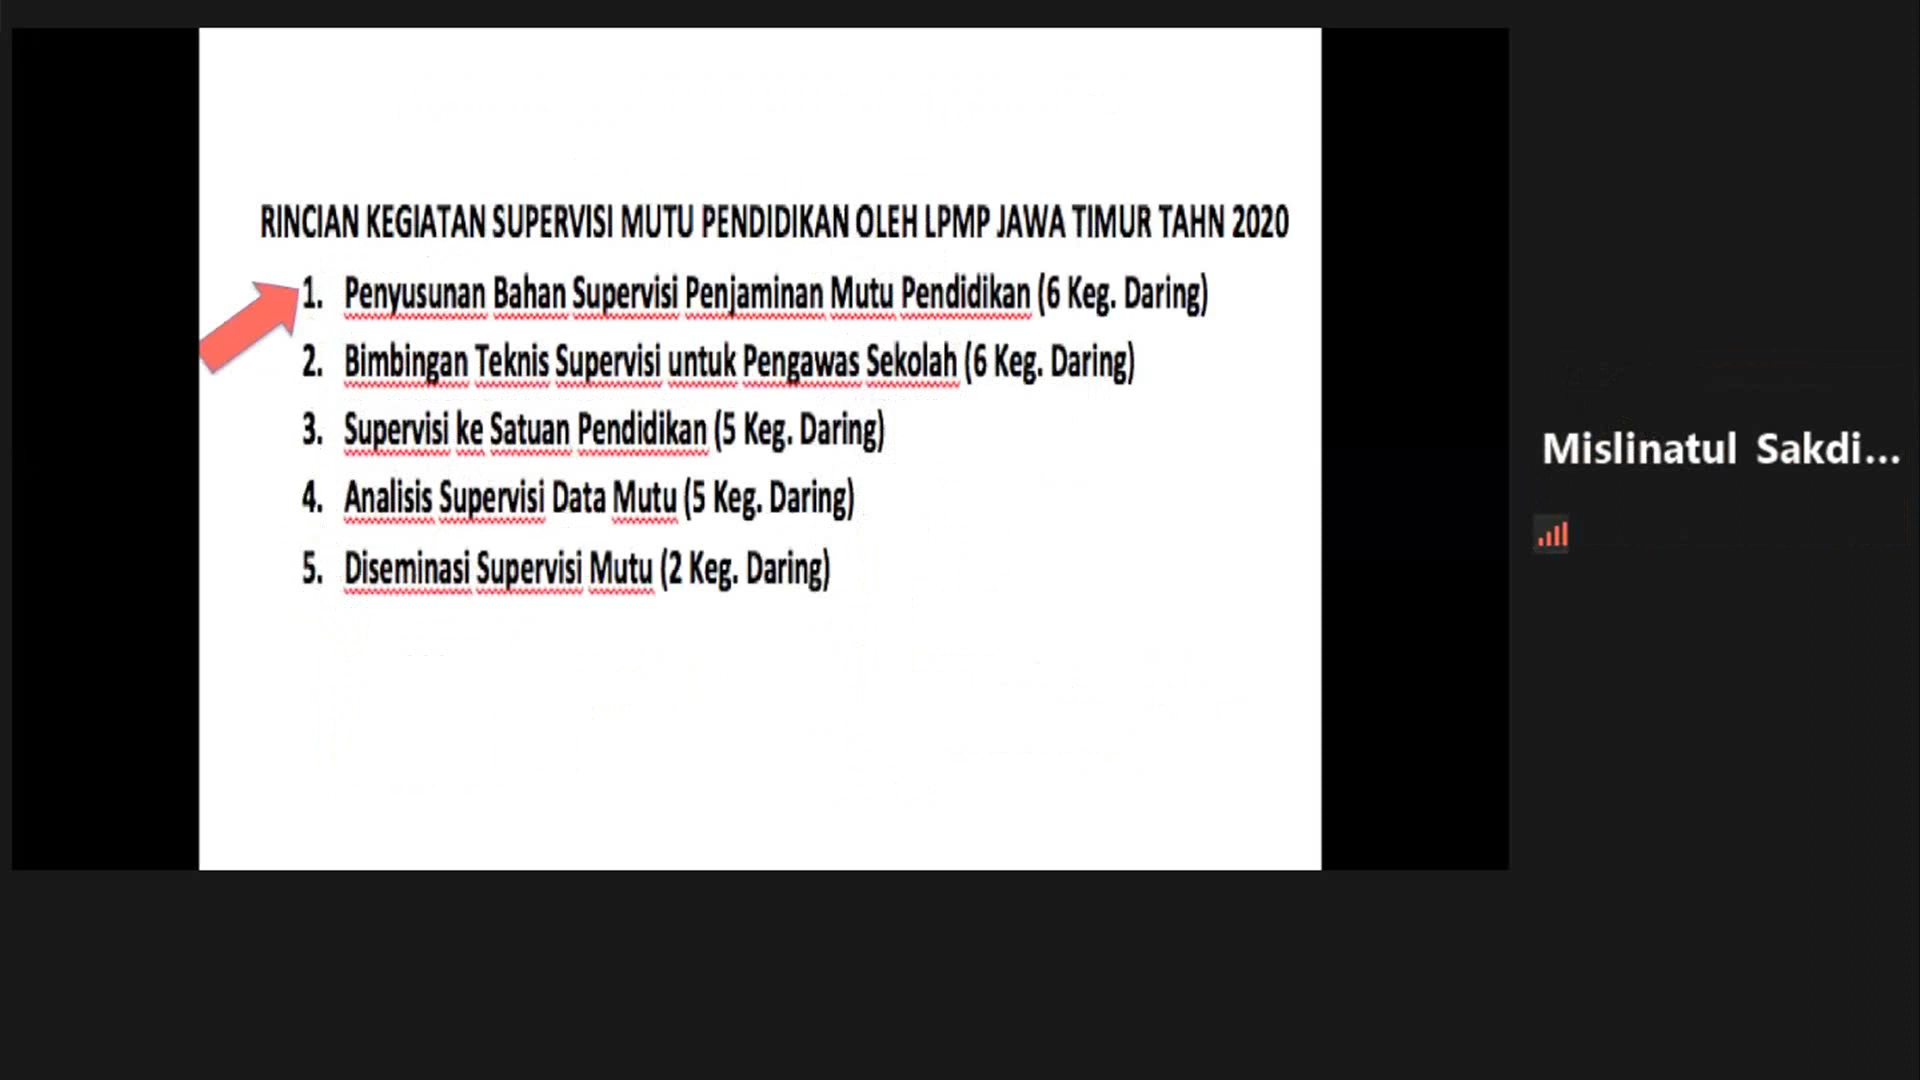 RINCIAN KEGIATAN SUPERVISI MUTU PENDIDIKAN OLEH LPMP JAWA TIMUR TAHN 2020
1. Penyusunan Bahan Supervisi Penjaminan Mutu Pendidikan (6 Keg. Daring)
2. Bimbingan Teknis Supervisi untuk Pengawas Sekolah (6 Keg. Daring)
3. Supervisi ke Satuan Pendidikan (5 Keg. Daring)
4. Analisis Supervisi Data Mutu (5 Keg. Daring)
5. Diseminasi Supervisi Mutu (2 Keg. Daring)
Mislinatul Sakdi...